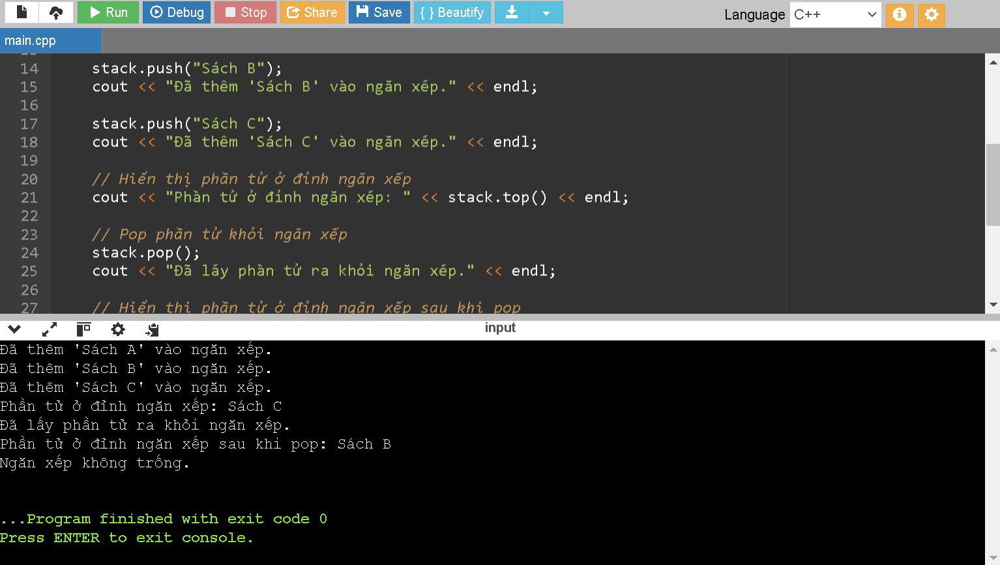 Run Debug Stop Share Save { } Beautify Language C++
main.cpp
14 stack.push("Sách B");
15 cout << "Đã thêm 'Sách B' vào ngăn xếp." << endl;
16
17 stack.push("Sách C");
18 cout << "Đã thêm 'Sách C' vào ngăn xếp." << endl;
19
20 // Hiển thị phần tử ở đỉnh ngăn xếp
21 cout << "Phần tử ở đỉnh ngăn xếp: " << stack.top() << endl;
22
23 // Pop phần tử khỏi ngăn xếp
24 stack.pop();
25 cout << "Đã lấy phần tử ra khỏi ngăn xếp." << endl;
26
27 // Hiển thị phần tử ở đỉnh ngăn xếp sau khi pop
input
Đã thêm 'Sách A' vào ngăn xếp.
Đã thêm 'Sách B' vào ngăn xếp.
Đã thêm 'Sách C' vào ngăn xếp.
Phần tử ở đỉnh ngăn xếp: Sách C
Đã lấy phần tử ra khỏi ngăn xếp.
Phần tử ở đỉnh ngăn xếp sau khi pop: Sách B
Ngăn xếp không trống.
...Program finished with exit code 0
Press ENTER to exit console.